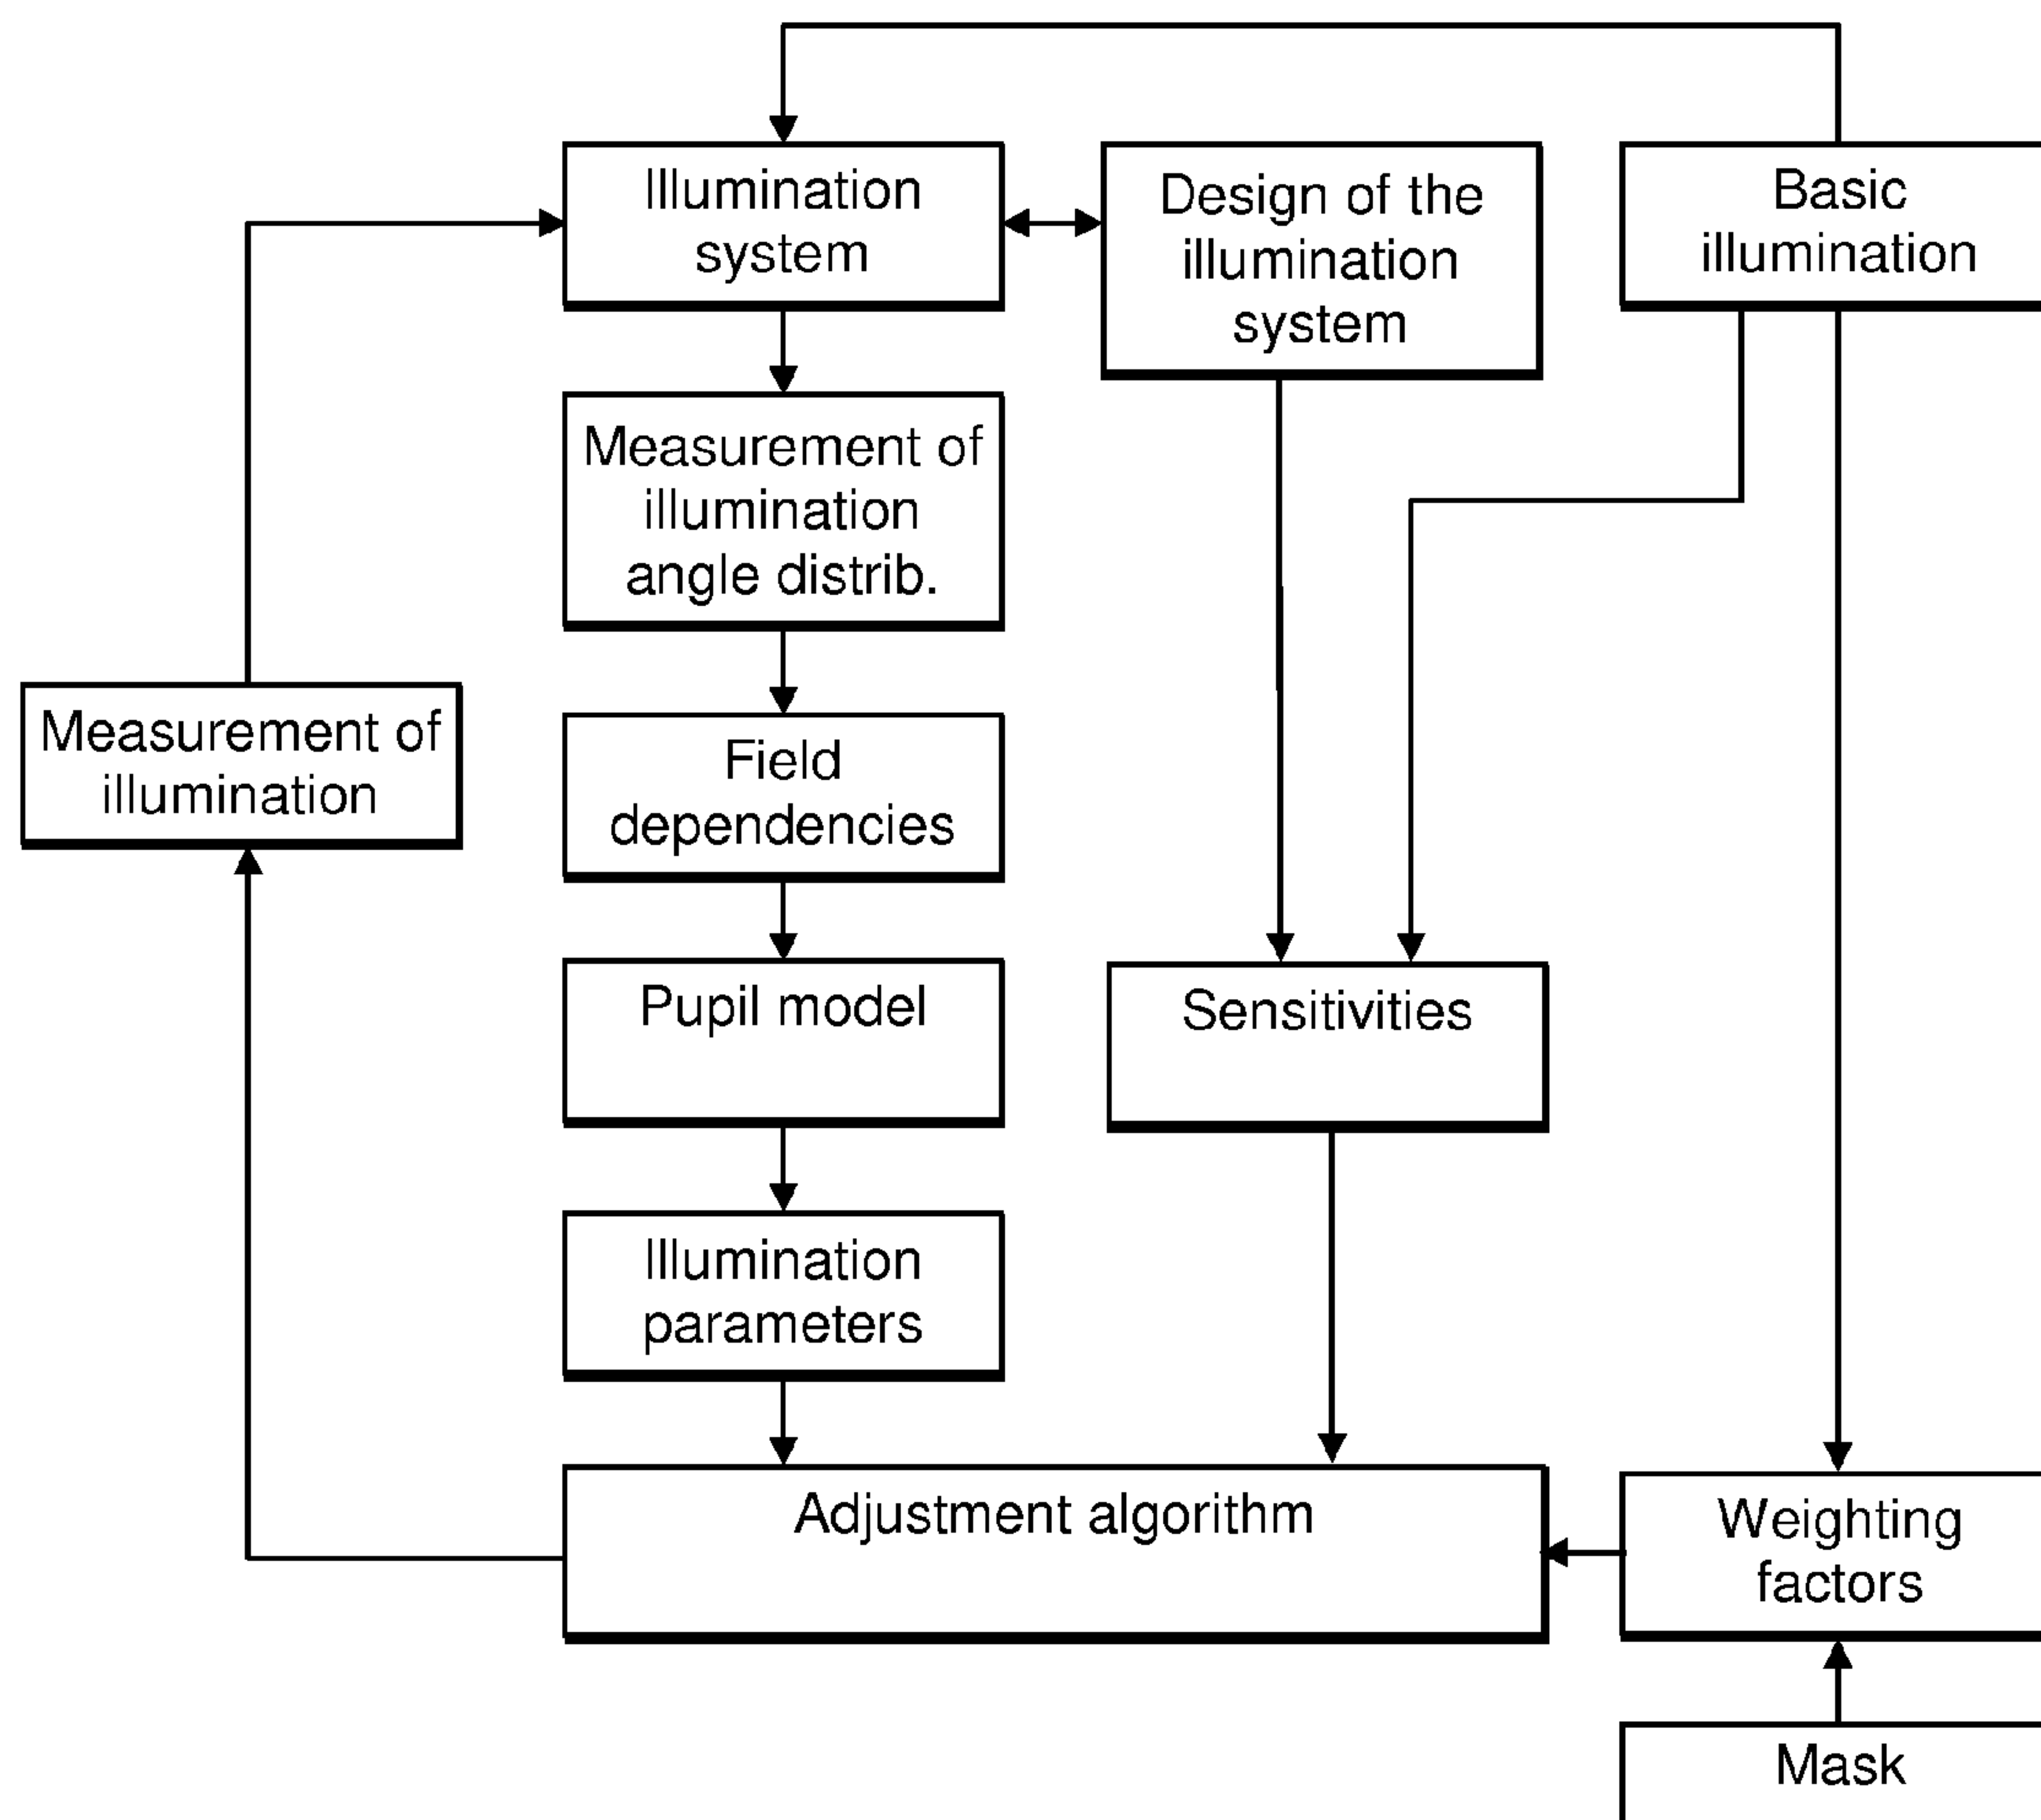 Illumination
system
Design of the
illumination
system
Basic
illumination
Measurement of
illumination
angle distrib.
Measurement of
illumination
Field
dependencies
Pupil model
Sensitivities
Illumination
parameters
Adjustment algorithm
Weighting
factors
Mask